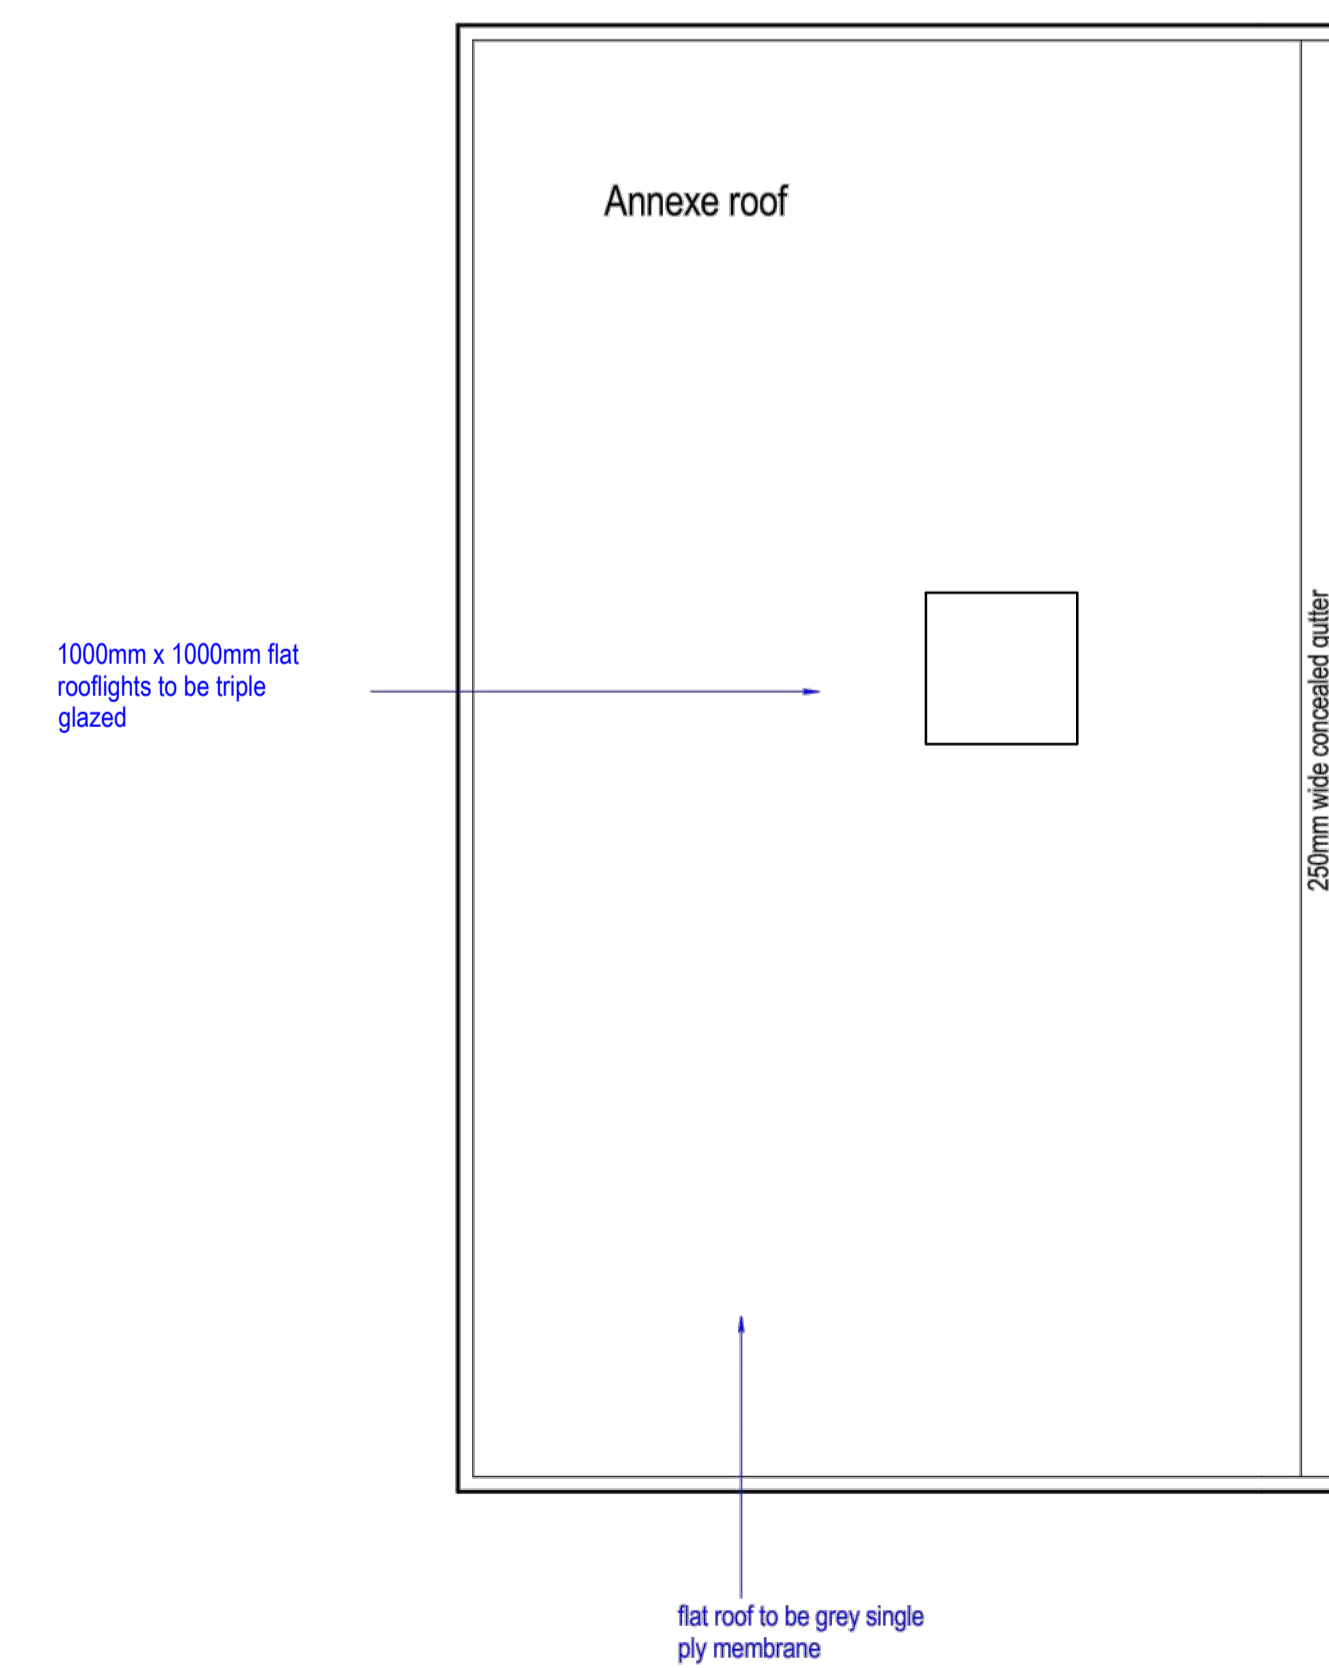 Annexe roof
1000mm x 1000mm flat
rooflights to be triple
glazed
250mm wide concealed gutter
flat roof to be grey single
ply membrane